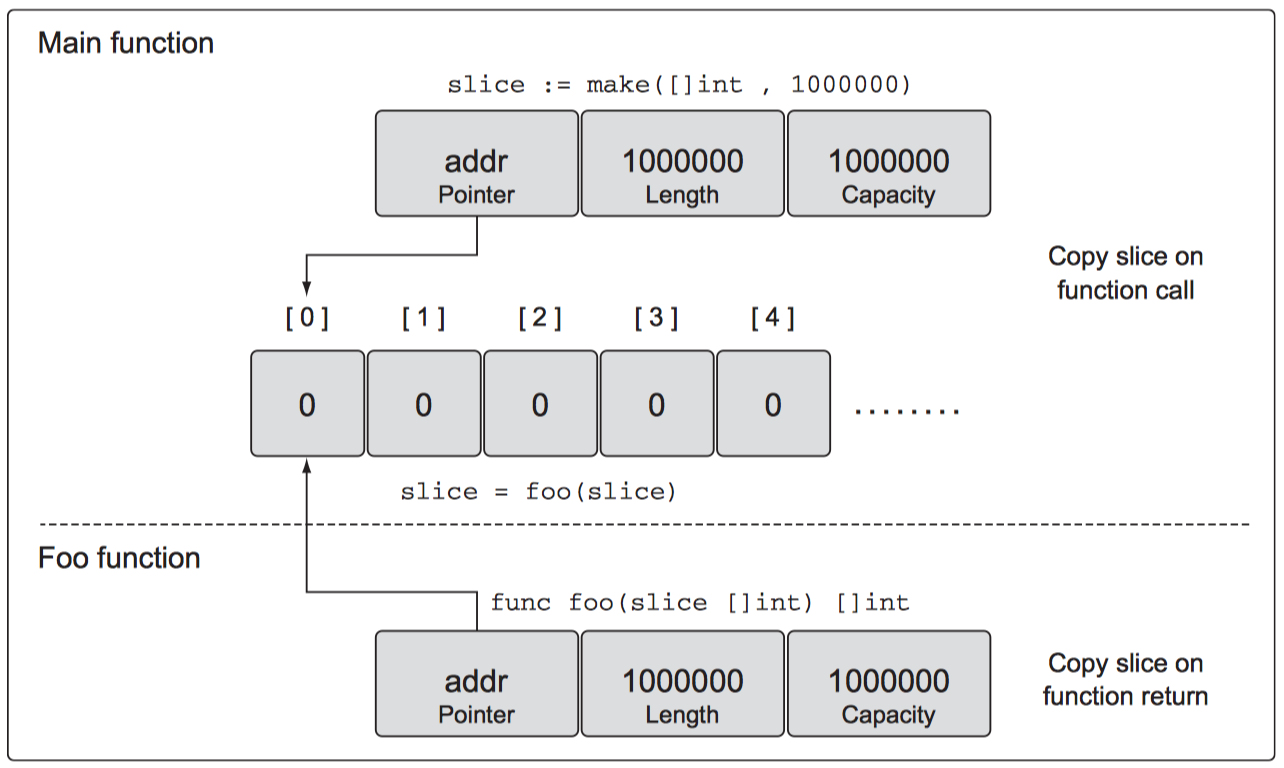 Main function
slice := make([]int , 1000000)
addr 1000000 1000000
Pointer Length Capacity
Copy slice on
function call
[0] [1] [2] [3] [4]
0 0 0 0 0 ........
slice = foo(slice)
Foo function
func foo(slice []int) []int
addr 1000000 1000000
Pointer Length Capacity
Copy slice on
function return